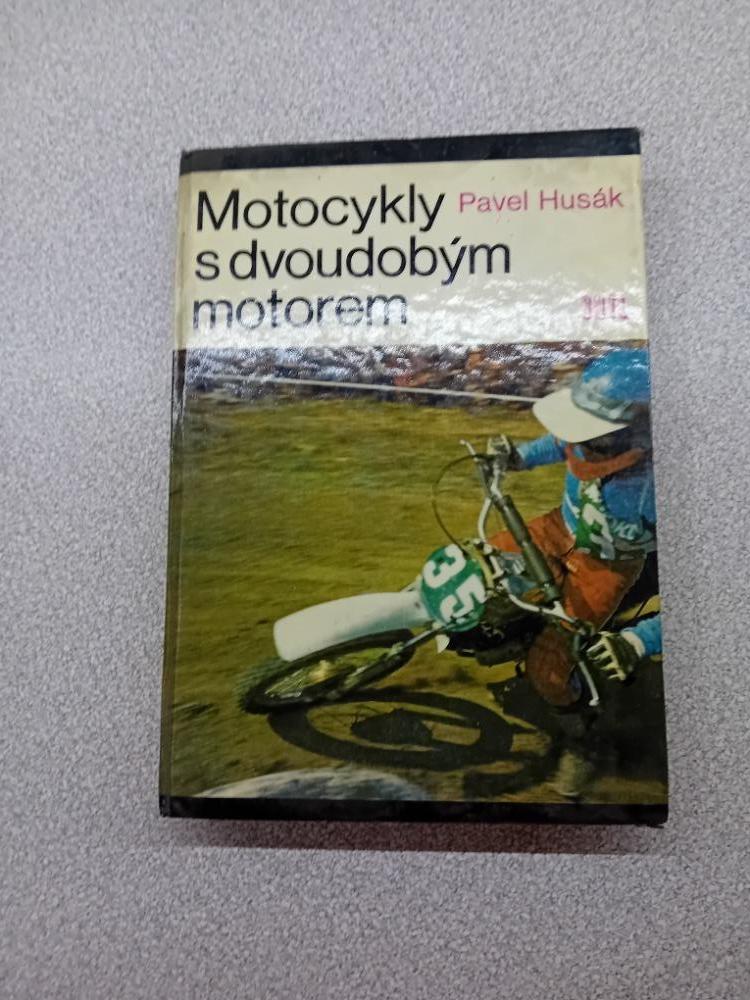 Motocykly
Pavel Husák
s dvoudobým
motorem
35